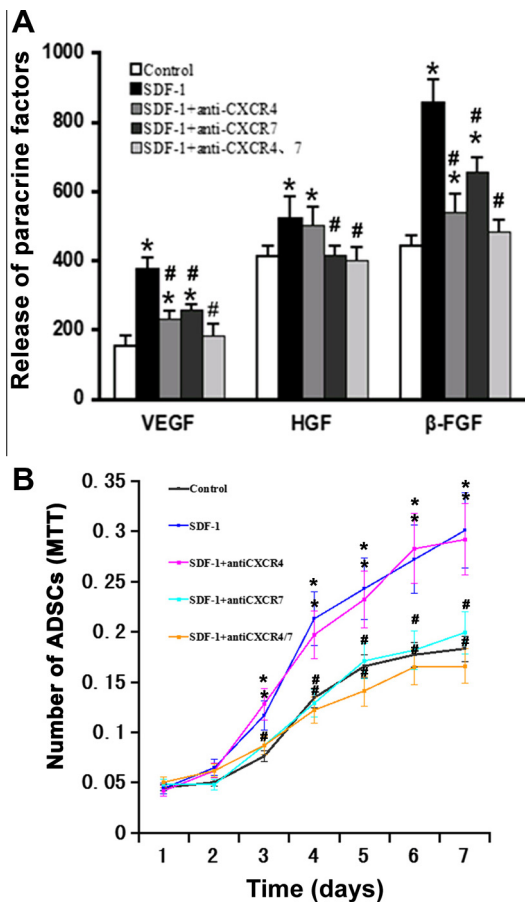 A
Release of paracrine factors
1000
800
600
400
200
0
Control
SDF-1
SDF-1+anti-CXCR4
SDF-1+anti-CXCR7
SDF-1+anti-CXCR4、7
*
#
*
#
*
#
*
*
#
#
*
#
*
#
*
#
VEGF
HGF
β-FGF
B
Number of ADSCs (MTT)
0. 35
0. 3
0. 25
0. 2
0. 15
0. 1
0. 05
0
Control
SDF-1
SDF-1+antiCXCR4
SDF-1+antiCXCR7
SDF-1+antiCXCR4/7
*
*
#
*
*
#
#
*
*
#
#
*
*
#
#
*
*
#
#
1 2 3 4 5 6 7
Time (days)